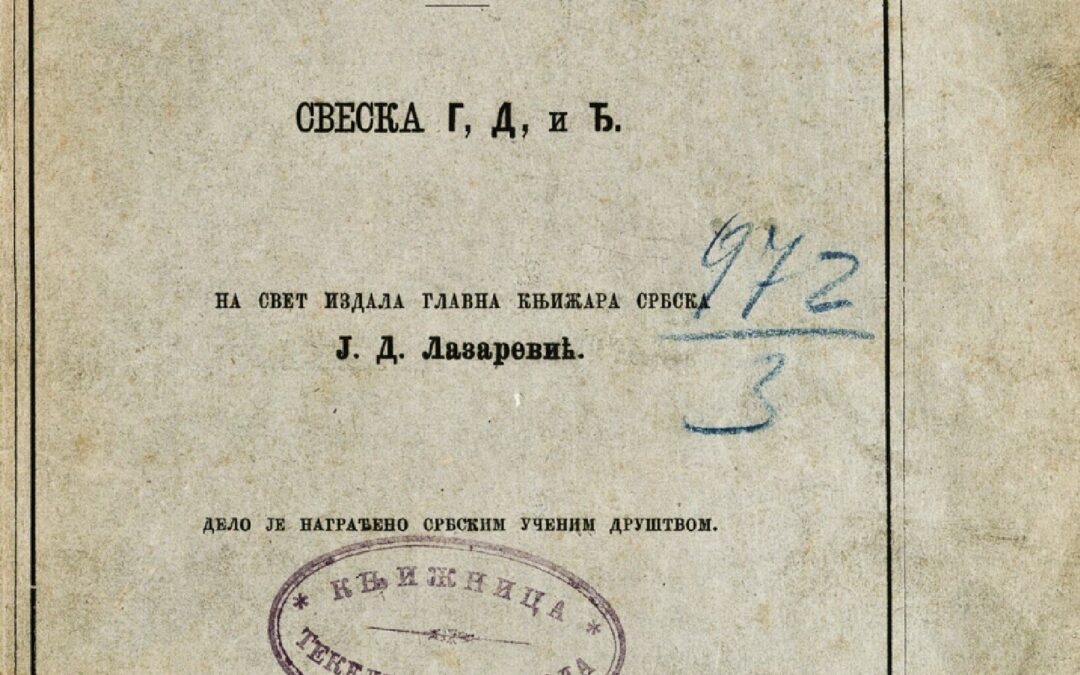 СВЕСКА Г, Д, и Ђ.
972
НА СВЕТ ИЗДАЛА ГЛАВНА КЊИЖАРА СРБСКА
Ј. Д. Лазаревић.
3
ДЕЛО ЈЕ НАГРАЂЕНО СРБСКИМ УЧЕНИМ ДРУШТВОМ.
* КЊИЖНИЦА *